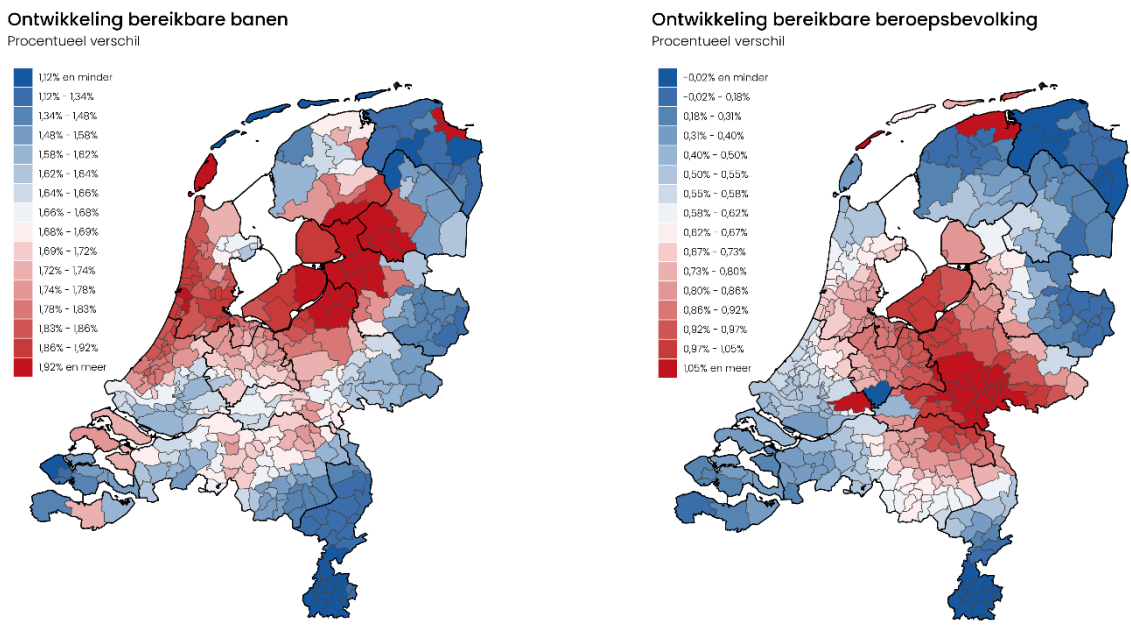 Ontwikkeling bereikbare banen
Procentueel verschil
1,12% en minder
1,12% - 1,34%
1,34% - 1,48%
1,48% - 1,58%
1,58% - 1,62%
1,62% - 1,64%
1,64% - 1,66%
1,66% - 1,68%
1,68% - 1,69%
1,69% - 1,72%
1,72% - 1,74%
1,74% - 1,78%
1,78% - 1,83%
1,83% - 1,86%
1,86% - 1,92%
1,92% en meer
Ontwikkeling bereikbare beroepsbevolking
Procentueel verschil
-0,02% en minder
-0,02% - 0,18%
0,18% - 0,31%
0,31% - 0,40%
0,40% - 0,50%
0,50% - 0,55%
0,55% - 0,58%
0,58% - 0,62%
0,62% - 0,67%
0,67% - 0,73%
0,73% - 0,80%
0,80% - 0,86%
0,86% - 0,92%
0,92% - 0,97%
0,97% - 1,05%
1,05% en meer